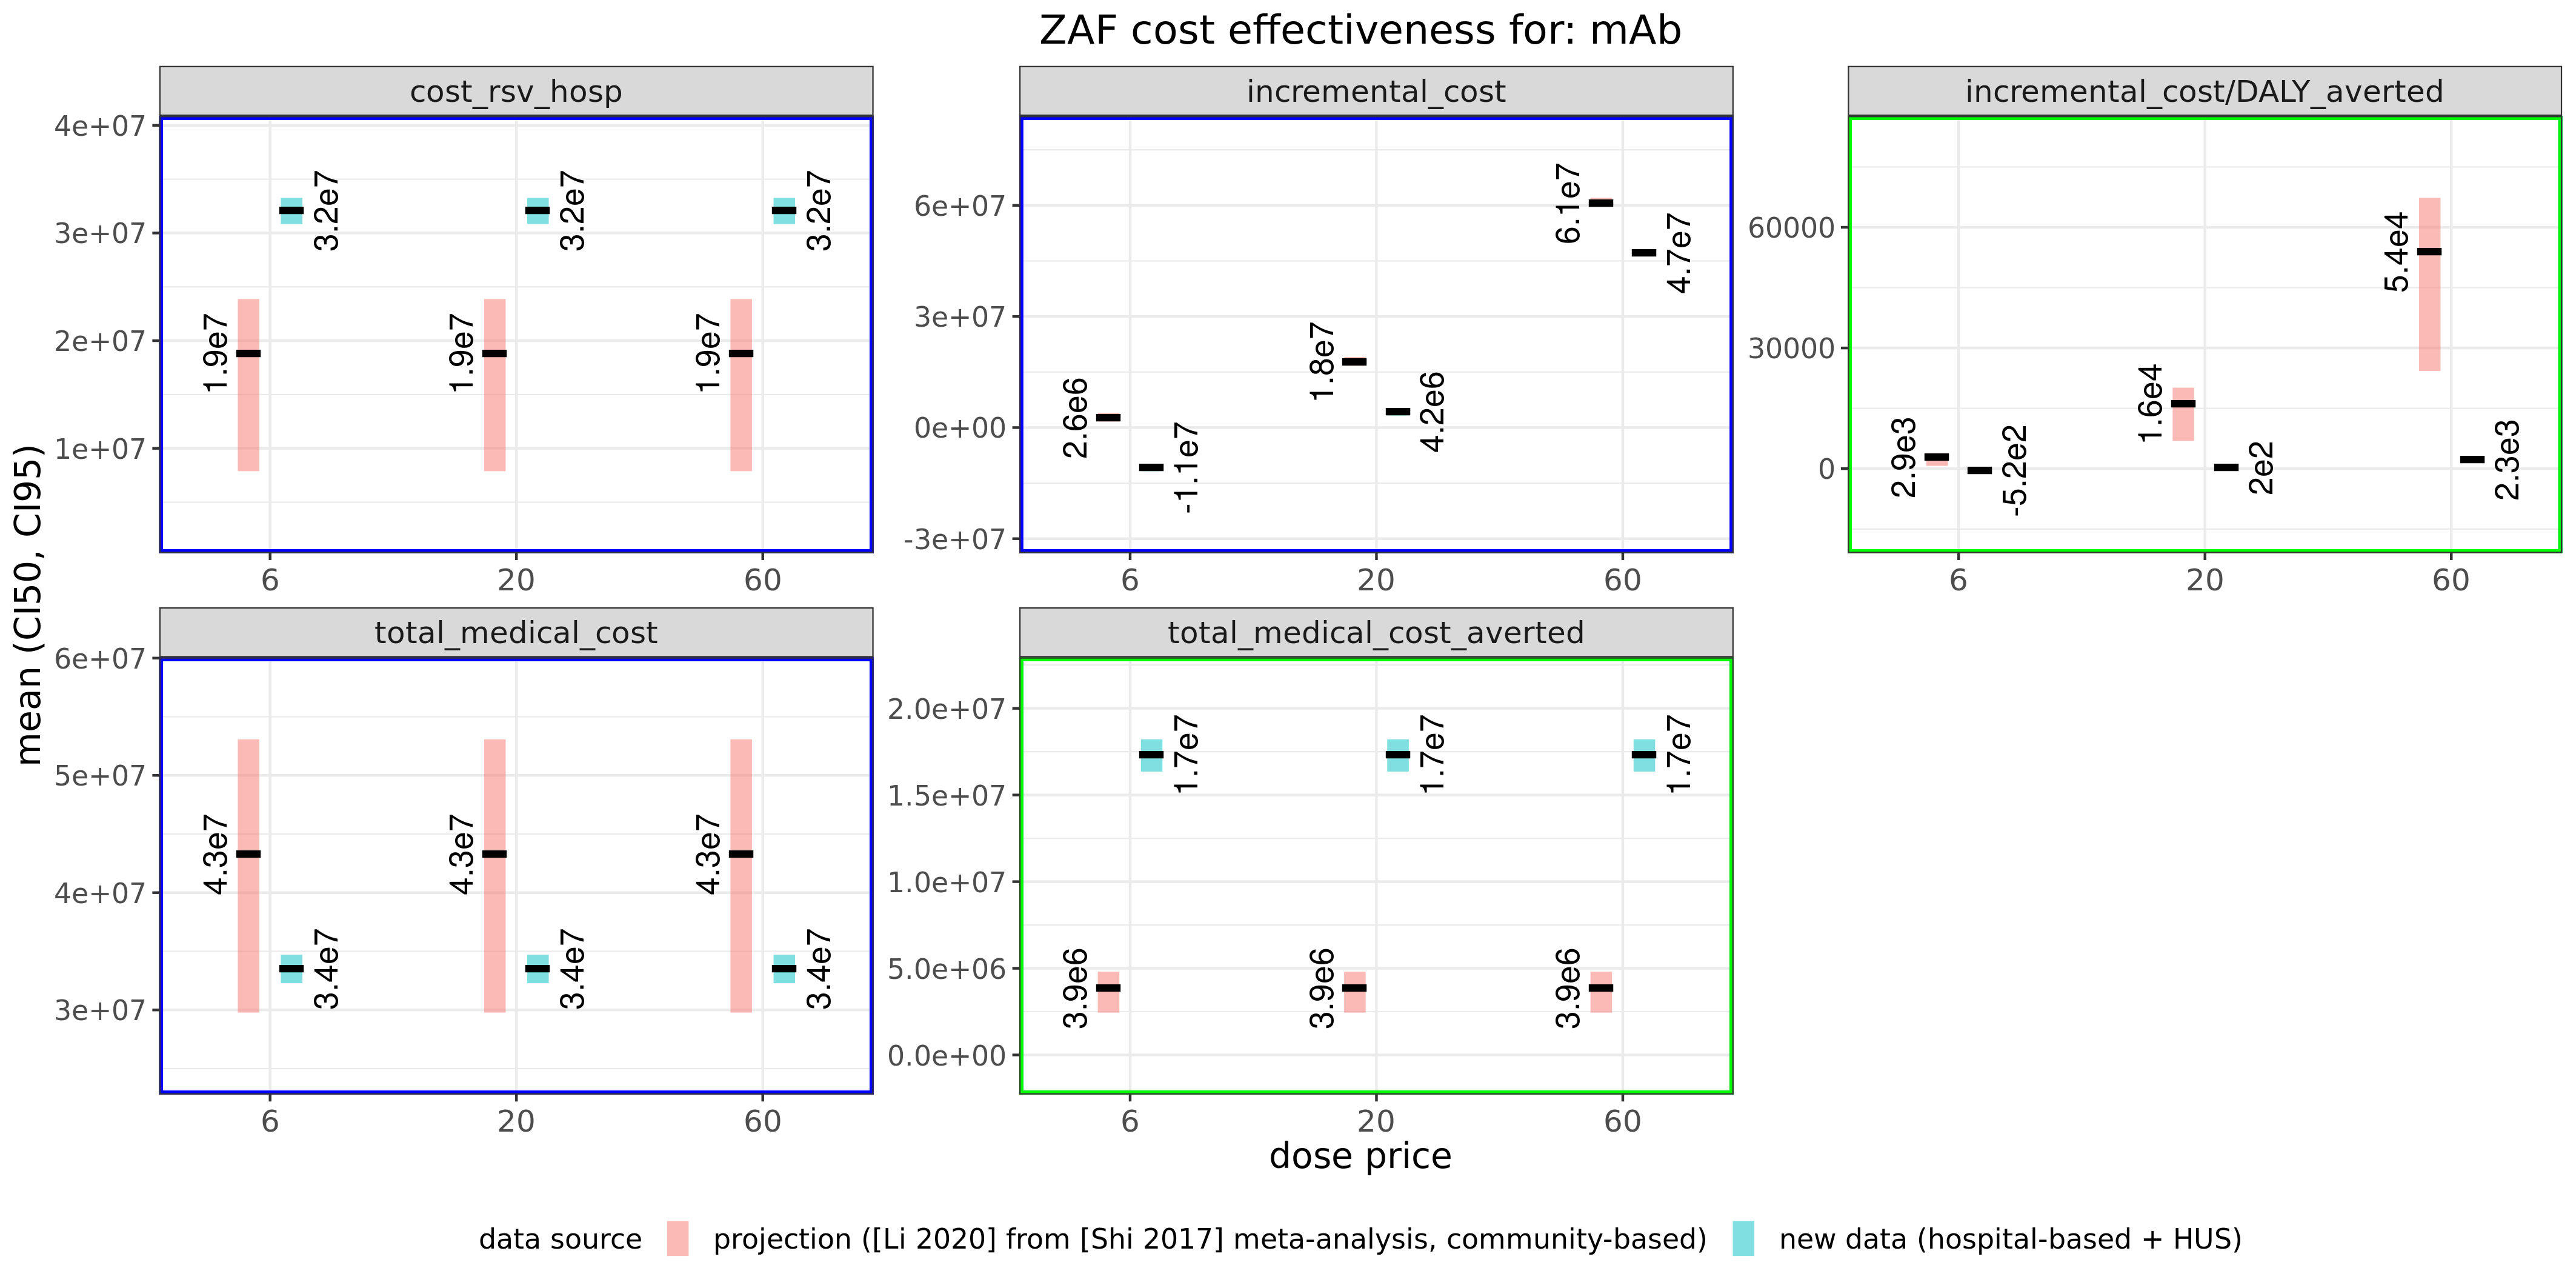 ZAF cost effectiveness for: mAb
mean (CI50, CI95)
cost_rsv_hosp
4e+07
3e+07
2e+07
1e+07
1.9e7
3.2e7
1.9e7
3.2e7
1.9e7
3.2e7
6
20
60
incremental_cost
6e+07
3e+07
0e+00
-3e+07
2.6e6
-1.1e7
1.8e7
4.2e6
6.1e7
4.7e7
6
20
60
incremental_cost/DALY_averted
60000
30000
0
2.9e3
-5.2e2
1.6e4
2e2
5.4e4
2.3e3
6
20
60
total_medical_cost
6e+07
5e+07
4e+07
3e+07
4.3e7
3.4e7
4.3e7
3.4e7
4.3e7
3.4e7
6
20
60
total_medical_cost_averted
2.0e+07
1.5e+07
1.0e+07
5.0e+06
0.0e+00
3.9e6
1.7e7
3.9e6
1.7e7
3.9e6
1.7e7
6
20
60
dose price
data source
projection ([Li 2020] from [Shi 2017] meta-analysis, community-based)
new data (hospital-based + HUS)